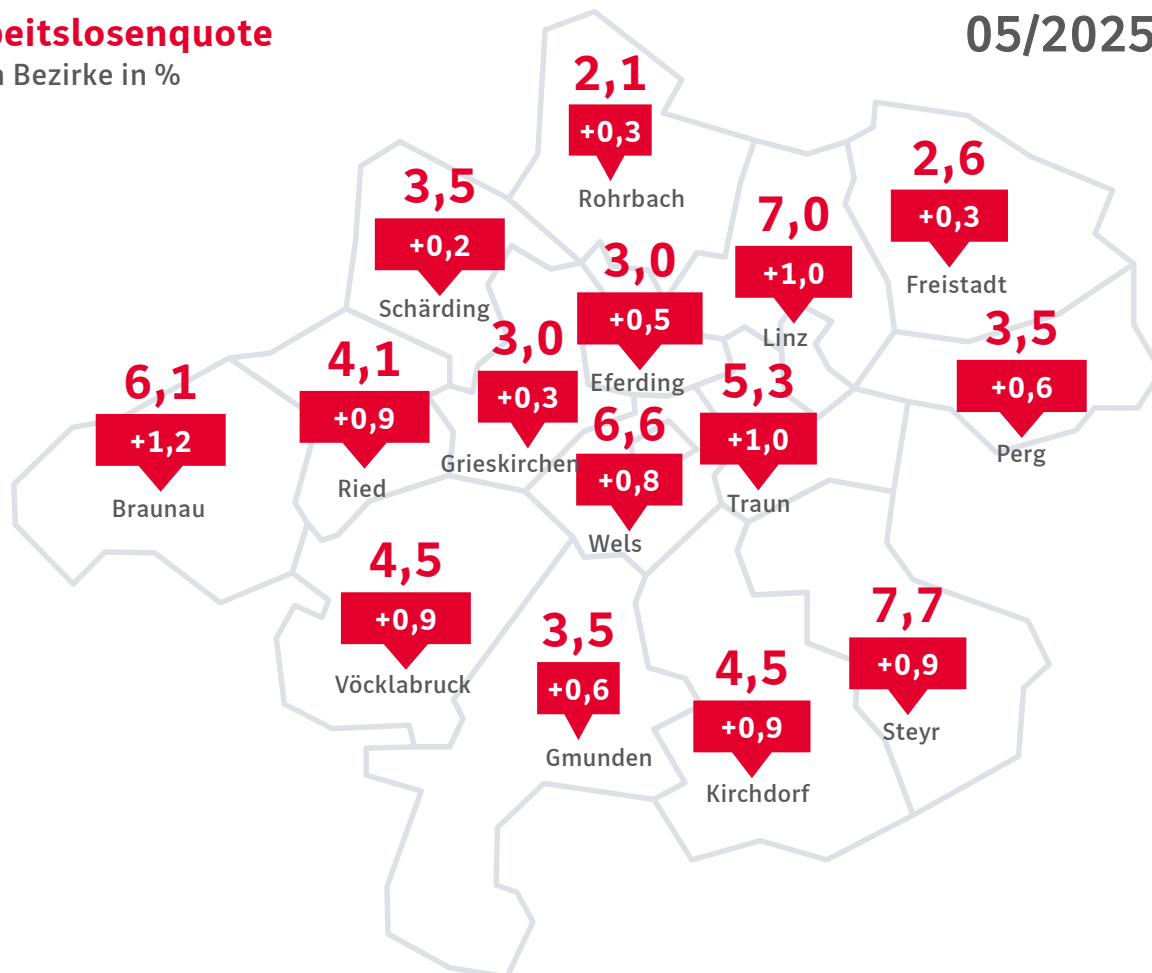 beitslosenquote
n Bezirke in %
05/2025
2,1
+0,3
Rohrbach
2,6
+0,3
Freistadt
3,5
+0,2
Schärding
7,0
+1,0
Linz
3,0
+0,5
Eferding
3,0
+0,3
Grieskirchen
3,5
+0,6
Perg
4,1
+0,9
Ried
6,1
+1,2
Braunau
5,3
+1,0
Traun
6,6
+0,8
Wels
4,5
+0,9
Vöcklabruck
3,5
+0,6
Gmunden
7,7
+0,9
Steyr
4,5
+0,9
Kirchdorf